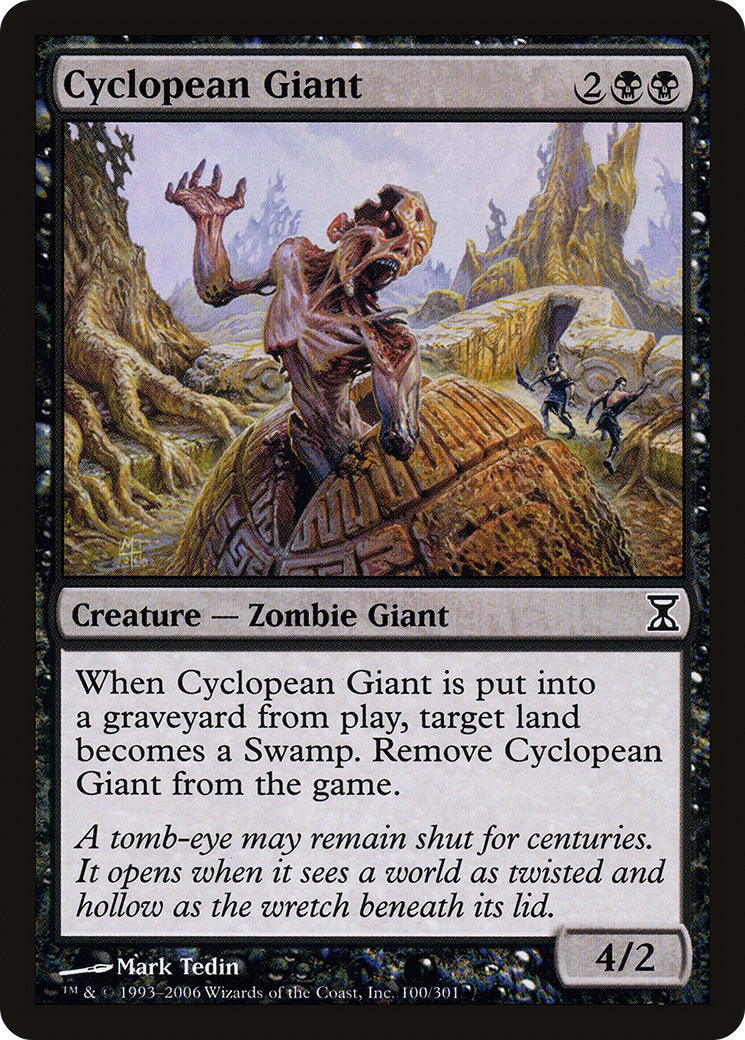 Cyclopean Giant 2
Creature — Zombie Giant
When Cyclopean Giant is put into
a graveyard from play, target land
becomes a Swamp. Remove Cyclopean
Giant from the game.
A tomb-eye may remain shut for centuries.
It opens when it sees a world as twisted and
hollow as the wretch beneath its lid.
4/2
Mark Tedin
™ & © 1993–2006 Wizards of the Coast, Inc. 100/301